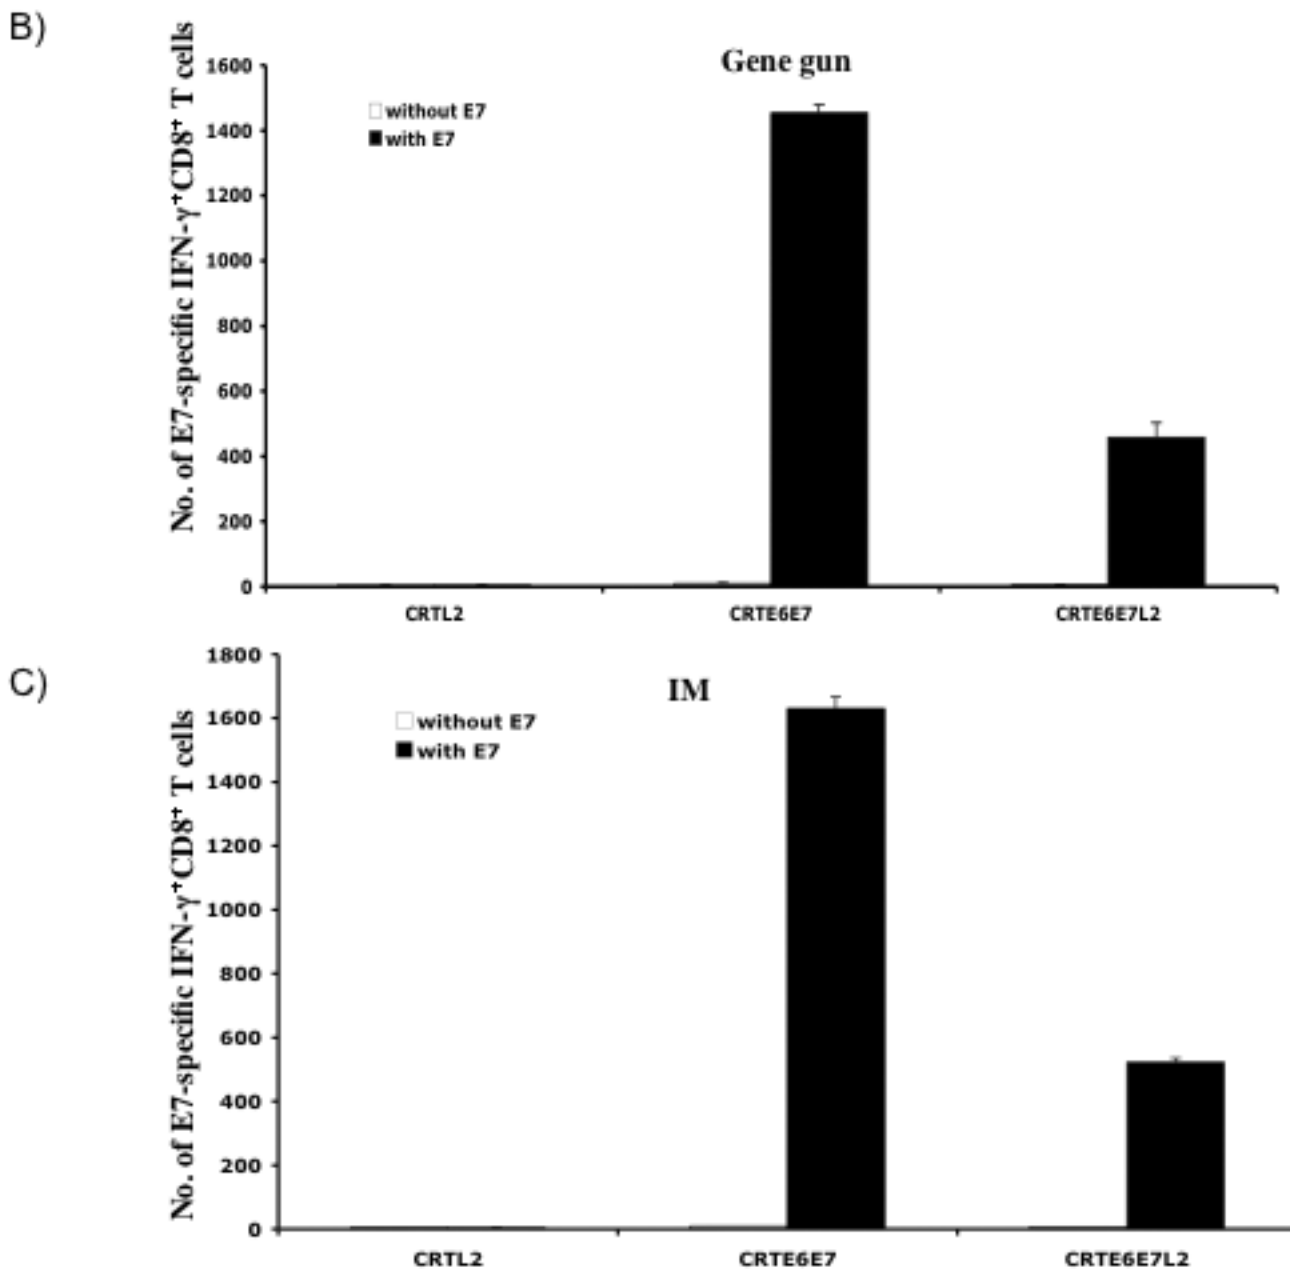 B)
Gene gun
No. of E7-specific IFN-γ⁺CD8⁺ T cells
1600
1400
1200
1000
800
600
400
200
0
without E7
with E7
CRTL2 CRTE6E7 CRTE6E7L2
C)
IM
No. of E7-specific IFN-γ⁺CD8⁺ T cells
1800
1600
1400
1200
1000
800
600
400
200
0
without E7
with E7
CRTL2 CRTE6E7 CRTE6E7L2